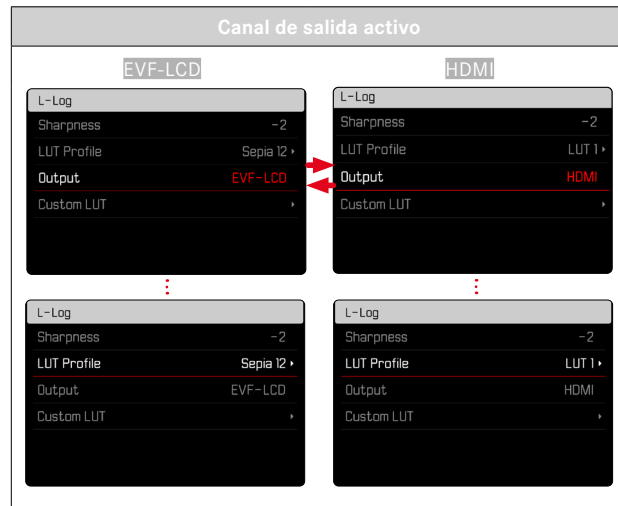 Canal de salida activo
EVF-LCD
L-Log
Sharpness -2
LUT Profile Sepia 12
Output EVF-LCD
Custom LUT
HDMI
L-Log
Sharpness -2
LUT Profile LUT 1
Output HDMI
Custom LUT
L-Log
Sharpness -2
LUT Profile Sepia 12
Output EVF-LCD
Custom LUT
L-Log
Sharpness -2
LUT Profile LUT 1
Output HDMI
Custom LUT